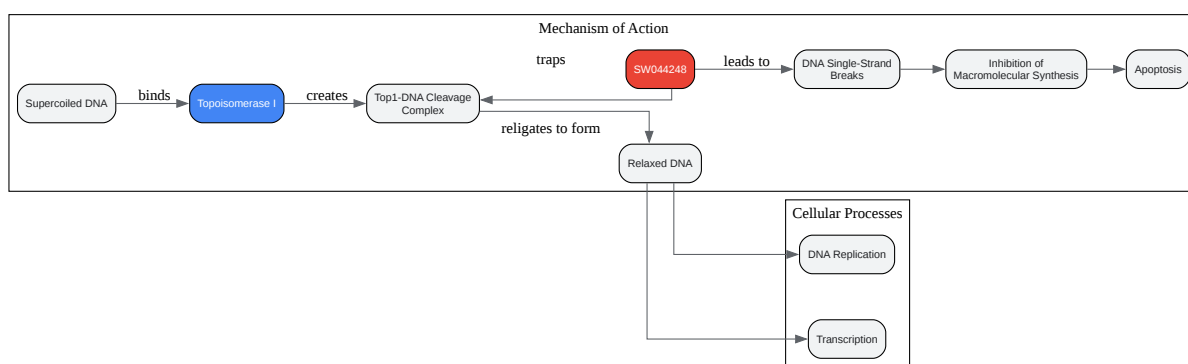 Mechanism of Action
traps
SW044248
leads to
DNA Single-Strand
Breaks
Inhibition of
Macromolecular Synthesis
Apoptosis
Supercoiled DNA
binds
Topoisomerase I
creates
Top1-DNA Cleavage
Complex
religates to form
Relaxed DNA
Cellular Processes
DNA Replication
Transcription